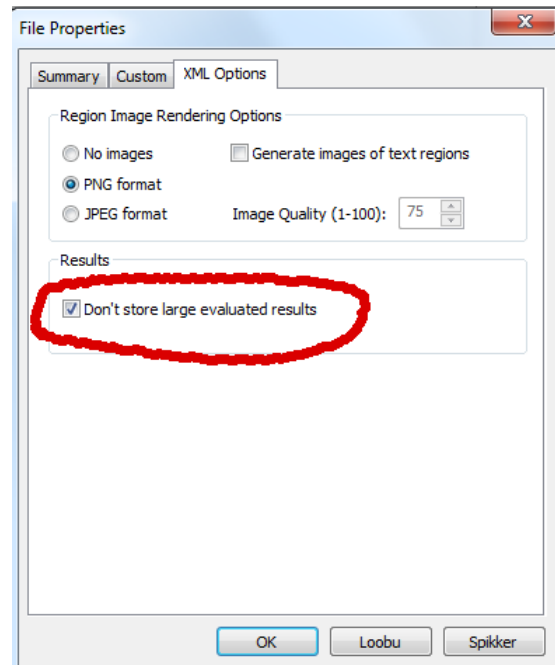 File Properties
Summary Custom XML Options
Region Image Rendering Options
No images Generate images of text regions
PNG format
JPEG format Image Quality (1-100): 75
Results
Don't store large evaluated results
OK Loobu Spikker